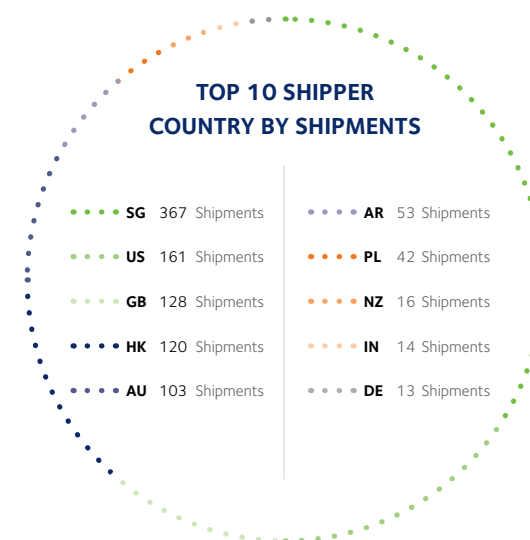 TOP 10 SHIPPER
COUNTRY BY SHIPMENTS
SG 367 Shipments
US 161 Shipments
GB 128 Shipments
HK 120 Shipments
AU 103 Shipments
AR 53 Shipments
PL 42 Shipments
NZ 16 Shipments
IN 14 Shipments
DE 13 Shipments